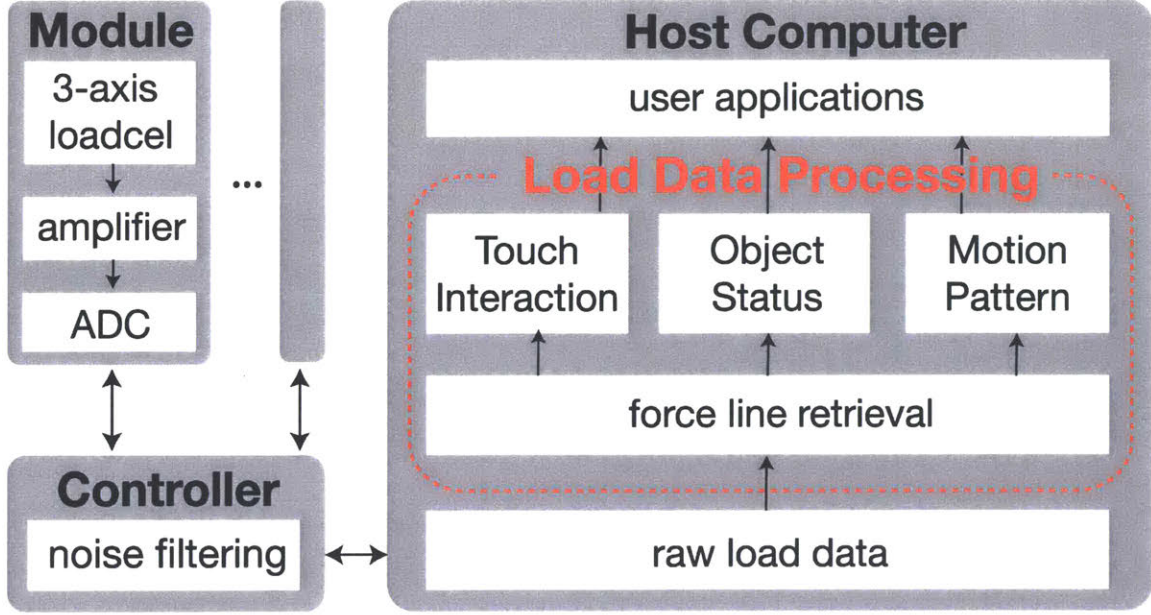 Module
3-axis
loadcel
amplifier
ADC
...
Controller
noise filtering
Host Computer
user applications
Load Data Processing
Touch
Interaction
Object
Status
Motion
Pattern
force line retrieval
raw load data